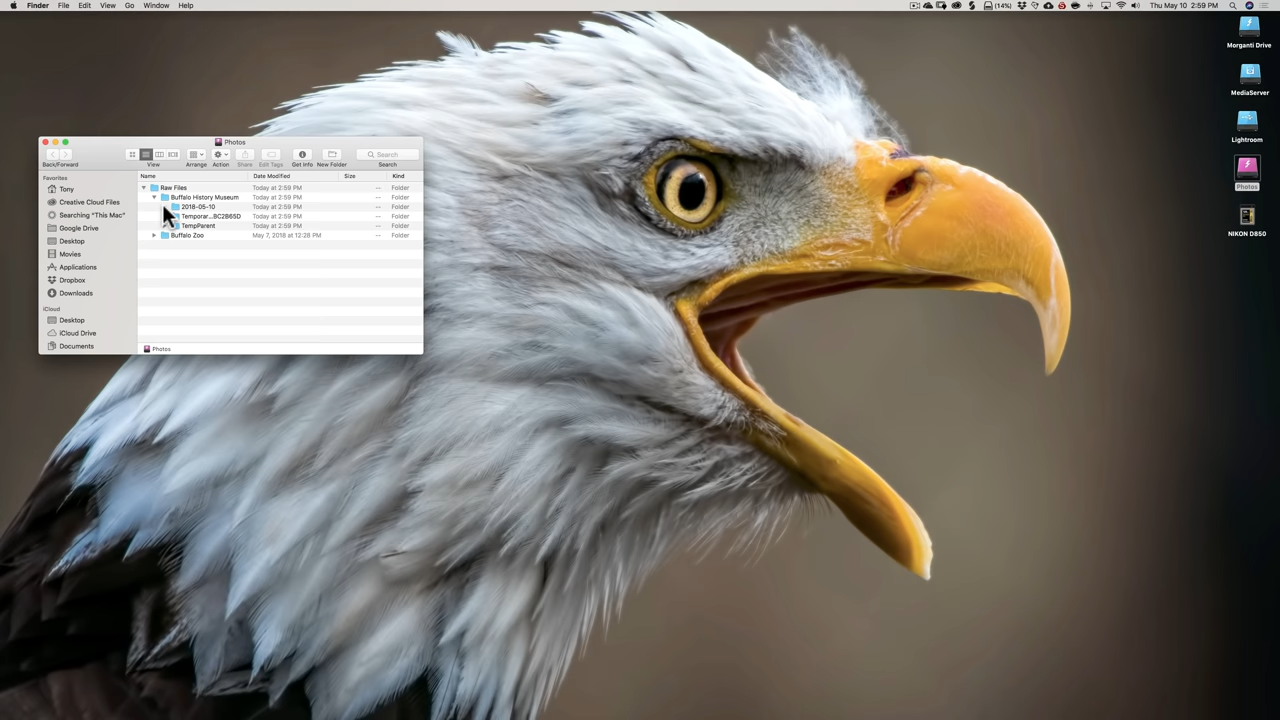 Finder File Edit View Go Window Help
(14%) Thu May 10 2:59 PM
Morganti Drive
MediaServer
Lightroom
Photos
NIKON D850
Photos
Back/Forward View Arrange Action Share Edit Tags Get Info New Folder Search
Search
Favorites
Tony
Creative Cloud Files
Searching “This Mac”
Google Drive
Desktop
Movies
Applications
Dropbox
Downloads
iCloud
Desktop
iCloud Drive
Documents
Name Date Modified Size Kind
Raw Files Today at 2:59 PM -- Folder
Buffalo History Museum Today at 2:59 PM -- Folder
2018-05-10 Today at 2:59 PM -- Folder
Temporar...BC2B65D Today at 2:59 PM -- Folder
TempParent Today at 2:59 PM -- Folder
Buffalo Zoo May 7, 2018 at 12:28 PM -- Folder
Photos